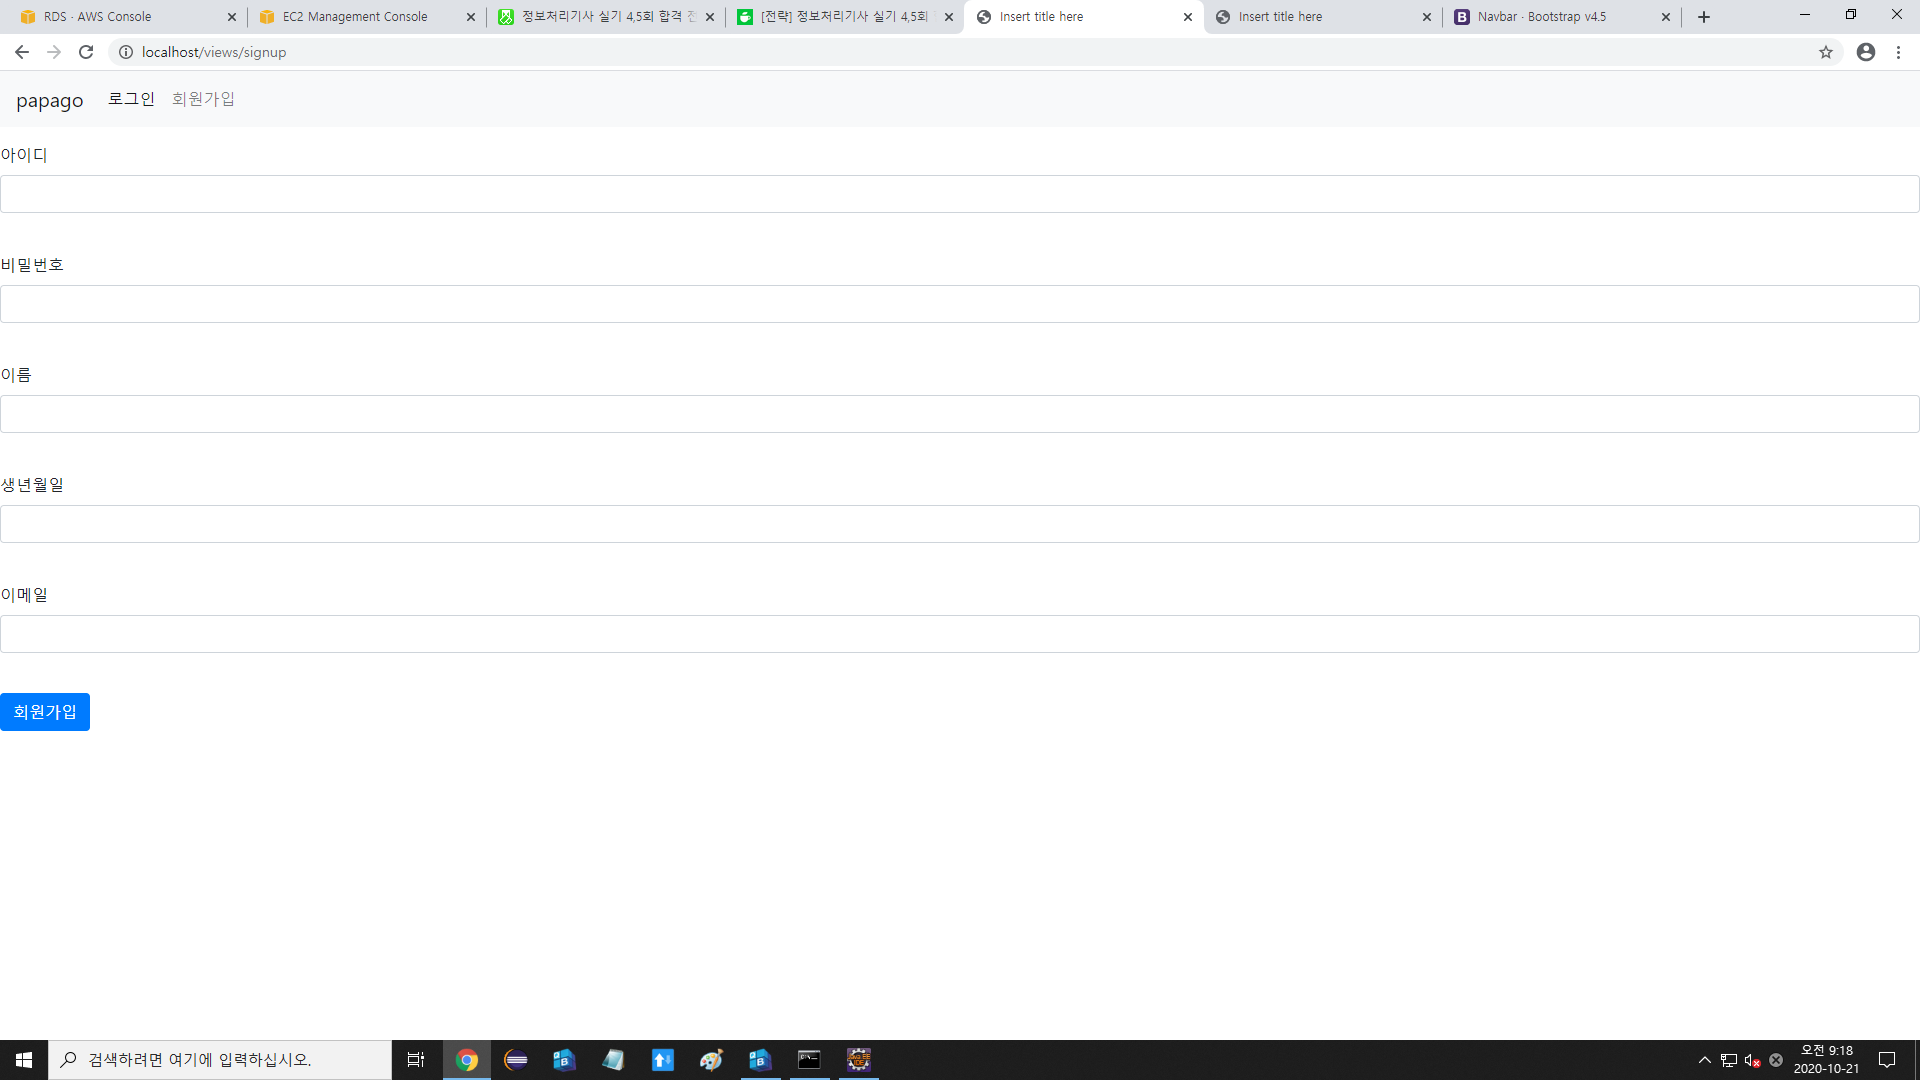 RDS · AWS Console
EC2 Management Console
정보처리기사 실기 4,5회 합격
[전략] 정보처리기사 실기 4,5회
Insert title here
Insert title here
Navbar · Bootstrap v4.5
localhost/views/signup
papago 로그인 회원가입
아이디
비밀번호
이름
생년월일
이메일
회원가입
검색하려면 여기에 입력하십시오.
오전 9:18
2020-10-21